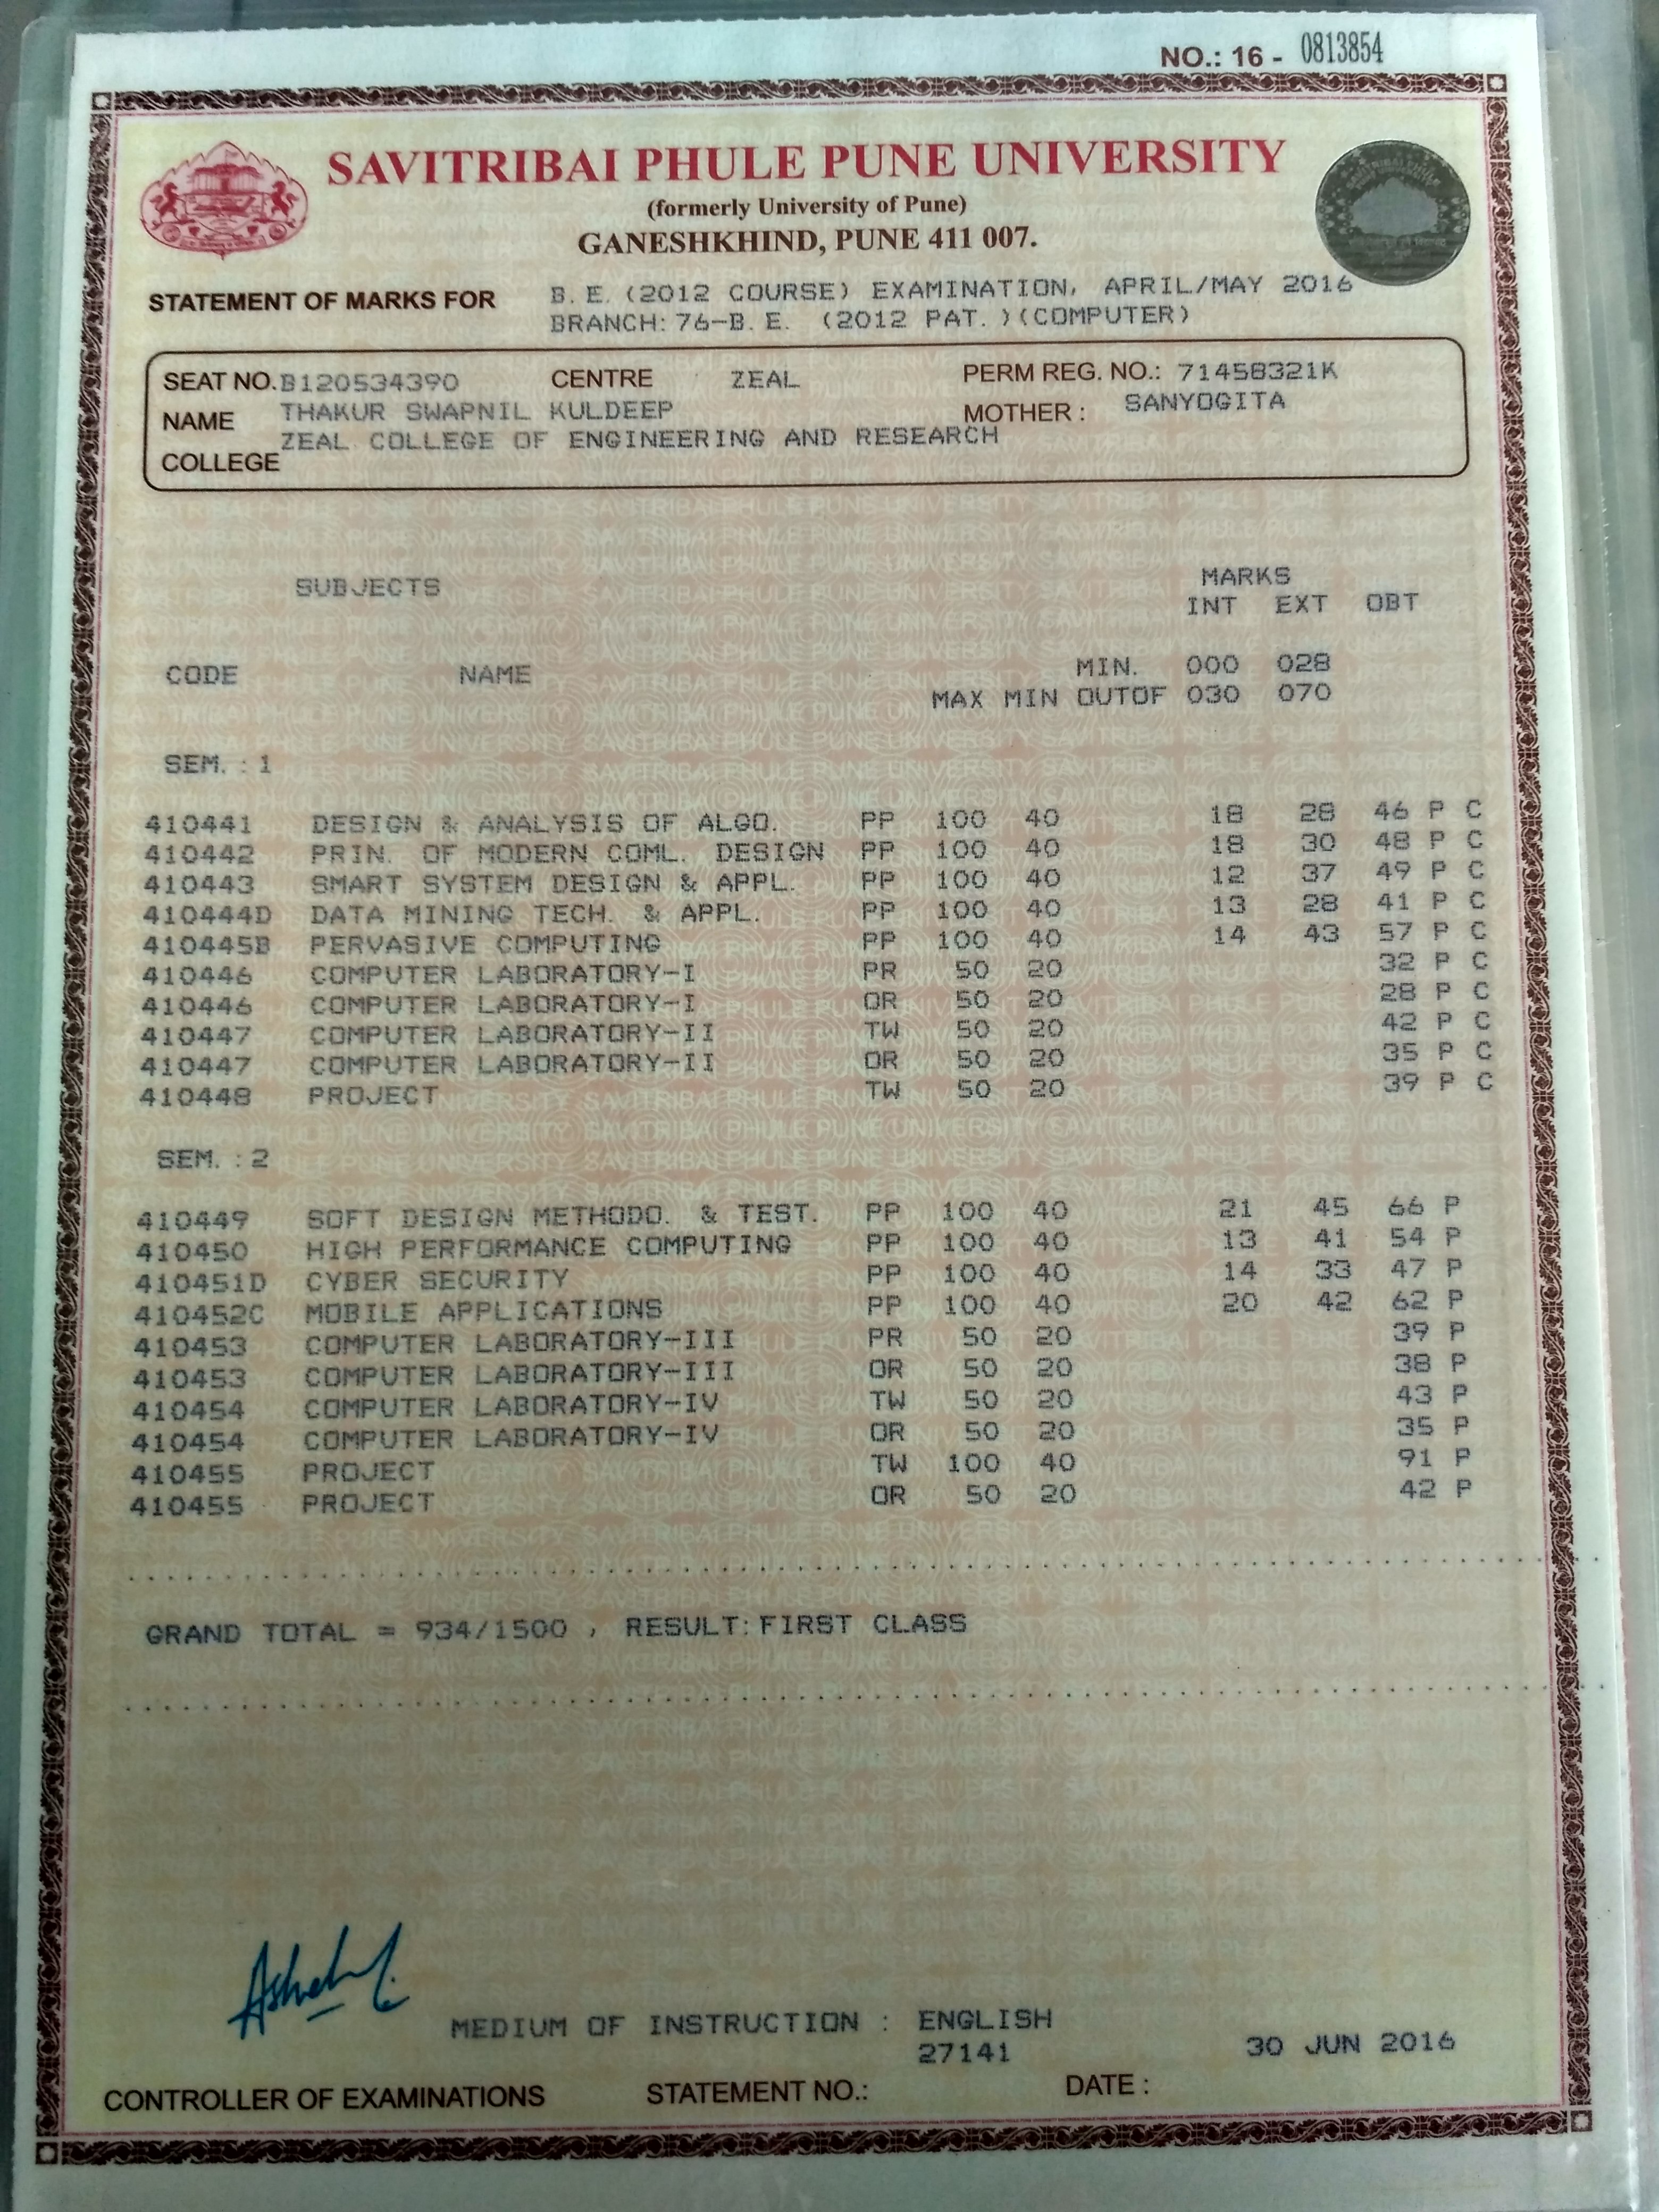 NO.: 16 - 0813854
SAVITRIBAI PHULE PUNE UNIVERSITY
(formerly University of Pune)
GANESHKHIND, PUNE 411 007.
STATEMENT OF MARKS FOR B.E.(2012 COURSE) EXAMINATION, APRIL/MAY 2016
BRANCH:76-B.E. (2012 PAT.)(COMPUTER)
SEAT NO. B120534390 CENTRE ZEAL PERM REG. NO.: 71458321K
NAME THAKUR SWAPNIL KULDEEP MOTHER : SANYOGITA
COLLEGE ZEAL COLLEGE OF ENGINEERING AND RESEARCH
SUBJECTS MARKS
INT EXT OBT
CODE NAME MIN. 000 028
MAX MIN OUTOF 030 070
SEM. : 1
410441 DESIGN & ANALYSIS OF ALGO. PP 100 40 18 28 46 P C
410442 PRIN. OF MODERN COML. DESIGN PP 100 40 18 30 48 P C
410443 SMART SYSTEM DESIGN & APPL. PP 100 40 12 37 49 P C
410444D DATA MINING TECH. & APPL. PP 100 40 13 28 41 P C
410445B PERVASIVE COMPUTING PP 100 40 14 43 57 P C
410446 COMPUTER LABORATORY-I PR 50 20 32 P C
410446 COMPUTER LABORATORY-I OR 50 20 28 P C
410447 COMPUTER LABORATORY-II TW 50 20 42 P C
410447 COMPUTER LABORATORY-II OR 50 20 35 P C
410448 PROJECT TW 50 20 39 P C
SEM. : 2
410449 SOFT DESIGN METHODO. & TEST. PP 100 40 21 45 66 P
410450 HIGH PERFORMANCE COMPUTING PP 100 40 13 41 54 P
410451D CYBER SECURITY PP 100 40 14 33 47 P
410452C MOBILE APPLICATIONS PP 100 40 20 42 62 P
410453 COMPUTER LABORATORY-III PR 50 20 39 P
410453 COMPUTER LABORATORY-III OR 50 20 38 P
410454 COMPUTER LABORATORY-IV TW 50 20 43 P
410454 COMPUTER LABORATORY-IV OR 50 20 35 P
410455 PROJECT TW 100 40 91 P
410455 PROJECT OR 50 20 42 P
GRAND TOTAL = 934/1500 , RESULT:FIRST CLASS
MEDIUM OF INSTRUCTION : ENGLISH
27141 30 JUN 2016
CONTROLLER OF EXAMINATIONS STATEMENT NO.: DATE :